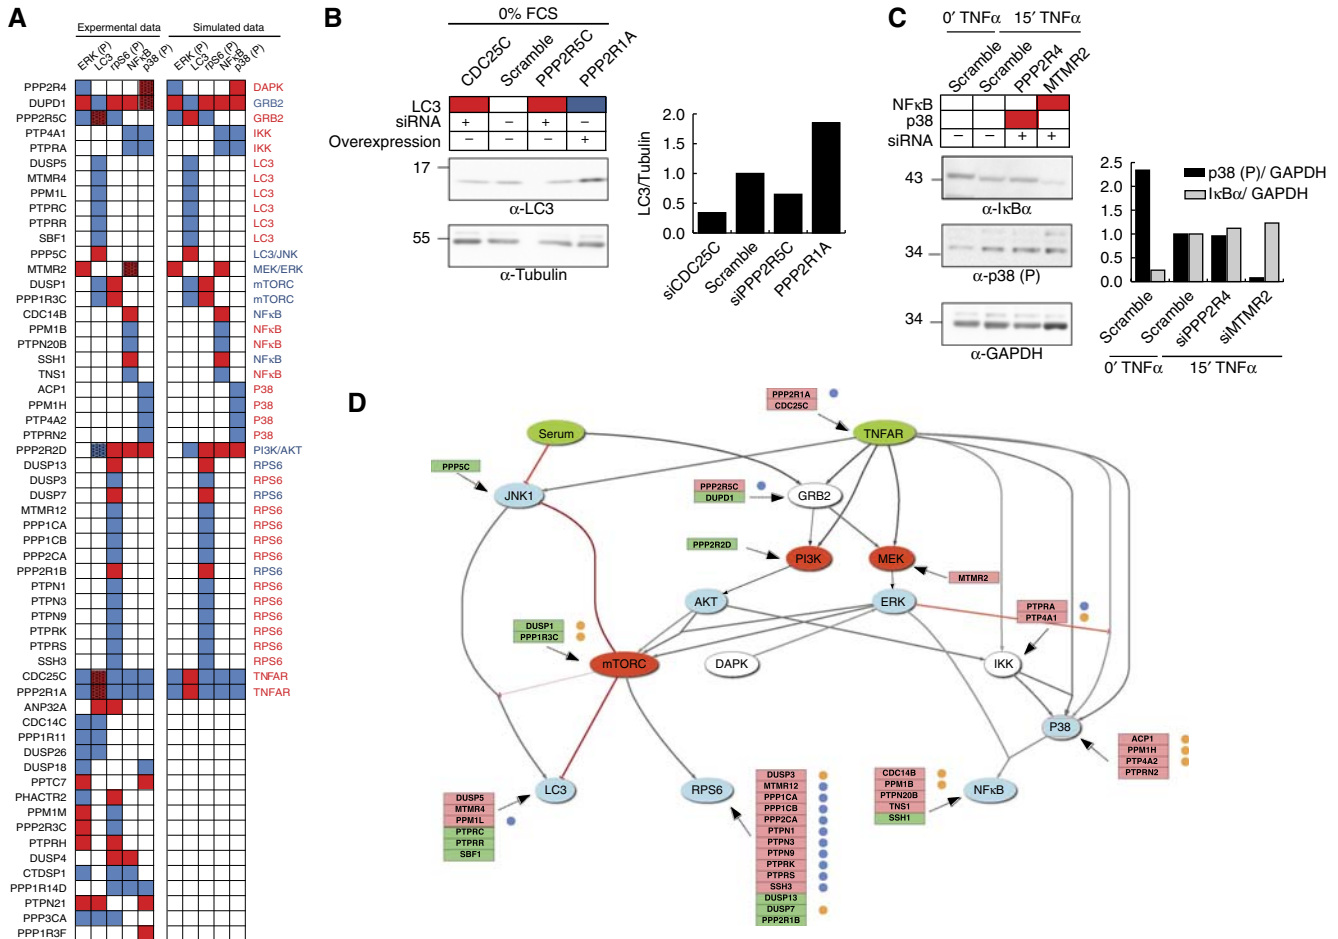 A
Experimental data
Simulated data
ERK (P)
LC3
rpS6 (P)
NFκB
p38 (P)
ERK (P)
LC3
rpS6 (P)
NFκB
p38 (P)
PPP2R4 DAPK
DUPD1 GRB2
PPP2R5C GRB2
PTP4A1 IKK
PTPRA IKK
DUSP5 LC3
MTMR4 LC3
PPM1L LC3
PTPRC LC3
PTPRR LC3
SBF1 LC3
PPP5C LC3/JNK
MTMR2 MEK/ERK
DUSP1 mTORC
PPP1R3C mTORC
CDC14B NFκB
PPM1B NFκB
PTPN20B NFκB
SSH1 NFκB
TNS1 NFκB
ACP1 P38
PPM1H P38
PTP4A2 P38
PTPRN2 P38
PPP2R2D PI3K/AKT
DUSP13 RPS6
DUSP3 RPS6
DUSP7 RPS6
MTMR12 RPS6
PPP1CA RPS6
PPP1CB RPS6
PPP2CA RPS6
PPP2R1B RPS6
PTPN1 RPS6
PTPN3 RPS6
PTPN9 RPS6
PTPRK RPS6
PTPRS RPS6
SSH3 RPS6
CDC25C TNFAR
PPP2R1A TNFAR
ANP32A
CDC14C
PPP1R11
DUSP26
DUSP18
PPTC7
PHACTR2
PPM1M
PPP2R3C
PTPRH
DUSP4
CTDSP1
PPP1R14D
PTPN21
PPP3CA
PPP1R3F
B
0% FCS
CDC25C
Scramble
PPP2R5C
PPP2R1A
LC3
siRNA + − + −
Overexpression − − − +
17
α-LC3
55
α-Tubulin
LC3/Tubulin
2.0
1.5
1.0
0.5
0.0
siCDC25C
Scramble
siPPP2R5C
PPP2R1A
C
0′ TNFα 15′ TNFα
Scramble
Scramble
PPP2R4
MTMR2
NFκB
p38
siRNA − − + +
43
α-IκBα
34
α-p38 (P)
34
α-GAPDH
2.5
2.0
1.5
1.0
0.5
0.0
p38 (P)/ GAPDH
IκBα/ GAPDH
Scramble
Scramble
siPPP2R4
siMTMR2
0′ TNFα
15′ TNFα
D
PPP2R1A
CDC25C
Serum
TNFAR
PPP5C
JNK1
PPP2R5C
DUPD1
GRB2
PPP2R2D
PI3K
MEK
MTMR2
AKT
ERK
PTPRA
PTP4A1
DUSP1
PPP1R3C
mTORC
DAPK
IKK
P38
ACP1
PPM1H
PTP4A2
PTPRN2
DUSP5
MTMR4
PPM1L
PTPRC
PTPRR
SBF1
LC3
RPS6
DUSP3
MTMR12
PPP1CA
PPP1CB
PPP2CA
PTPN1
PTPN3
PTPN9
PTPRK
PTPRS
SSH3
DUSP13
DUSP7
PPP2R1B
CDC14B
PPM1B
PTPN20B
TNS1
SSH1
NFκB